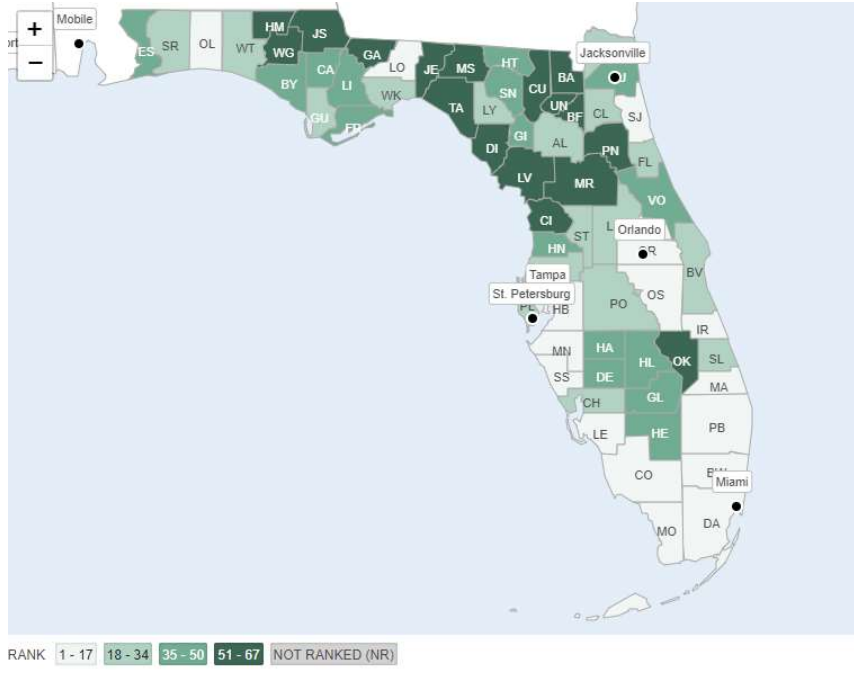 +
−
Mobile
ort
HM
JS
ES
SR
OL
WT
WG
GA
LO
JE
MS
HT
BA
Jacksonville
BY
CA
LI
WK
TA
LY
SN
CU
UN
BF
CL
SJ
GU
FR
DI
GI
AL
PN
FL
LV
MR
VO
CI
ST
L
Orlando
HN
OR
BV
Tampa
St. Petersburg
HB
PO
OS
IR
MN
HA
HL
OK
SL
SS
DE
MA
CH
GL
LE
HE
PB
CO
BW
Miami
MO
DA
RANK 1 - 17 18 - 34 35 - 50 51 - 67 NOT RANKED (NR)